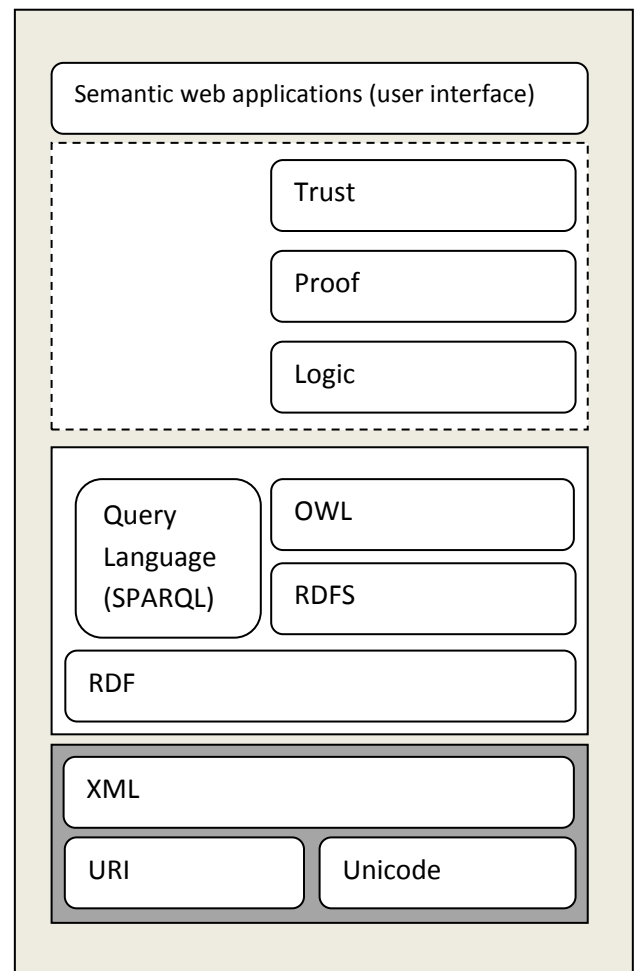 Semantic web applications (user interface)
Trust
Proof
Logic
Query
Language
(SPARQL)
OWL
RDFS
RDF
XML
URI
Unicode